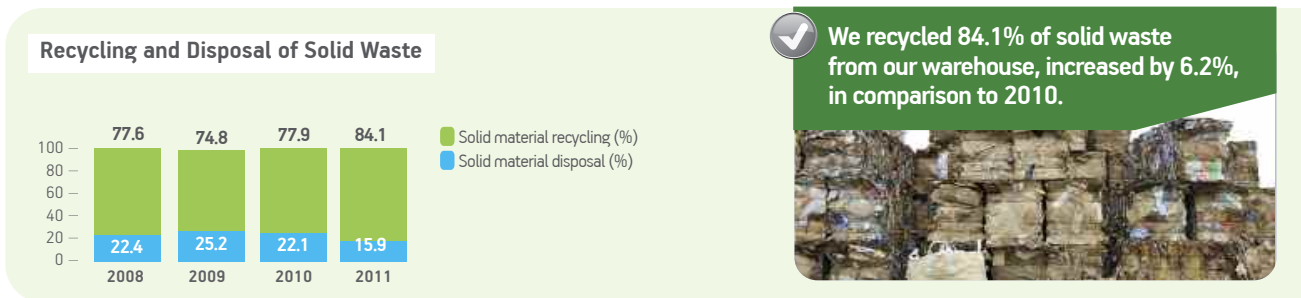 Recycling and Disposal of Solid Waste
We recycled 84.1% of solid waste
from our warehouse, increased by 6.2%,
in comparison to 2010.
77.6 74.8 77.9 84.1
Solid material recycling (%)
Solid material disposal (%)
100
80
60
40
20
0
22.4 25.2 22.1 15.9
2008 2009 2010 2011